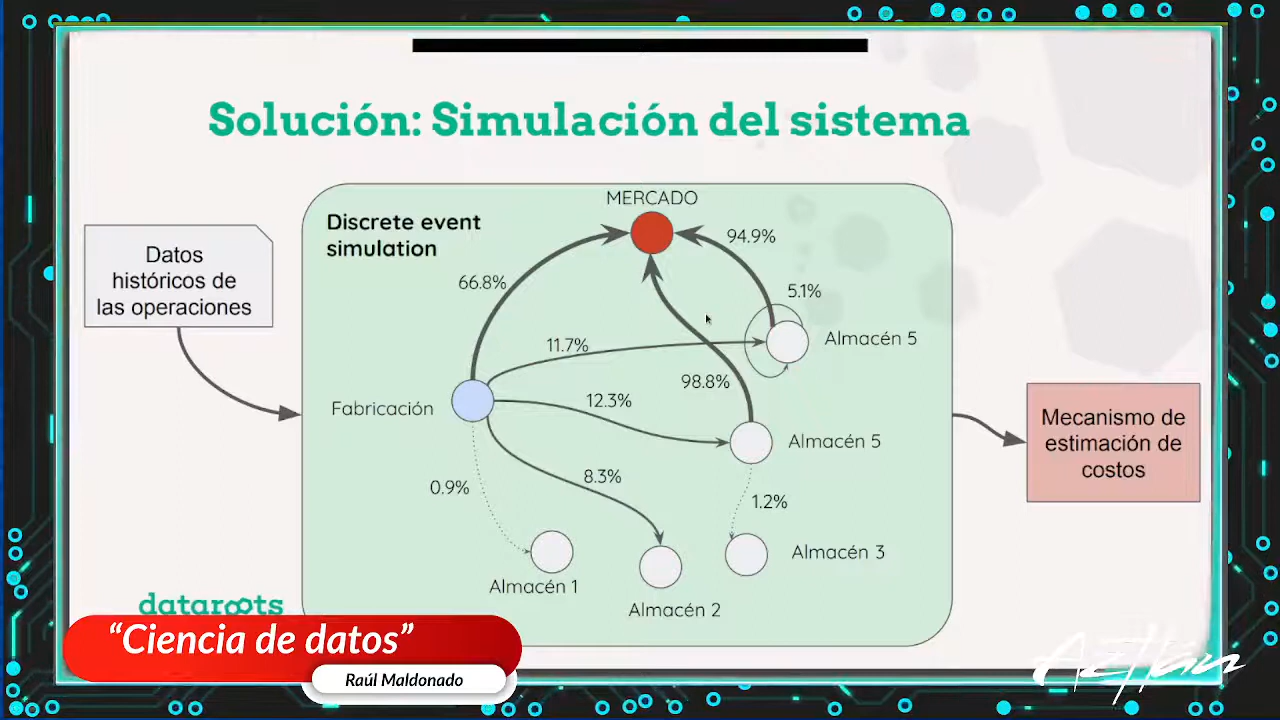 Solución: Simulación del sistema
MERCADO
Discrete event
simulation
94.9%
Datos
históricos de
las operaciones
66.8%
5.1%
11.7%
Almacén 5
98.8%
12.3%
Fabricación
Almacén 5
Mecanismo de
estimación de
costos
8.3%
0.9%
1.2%
Almacén 3
Almacén 1
Almacén 2
dataroots
“Ciencia de datos”
Raúl Maldonado
Aztlán